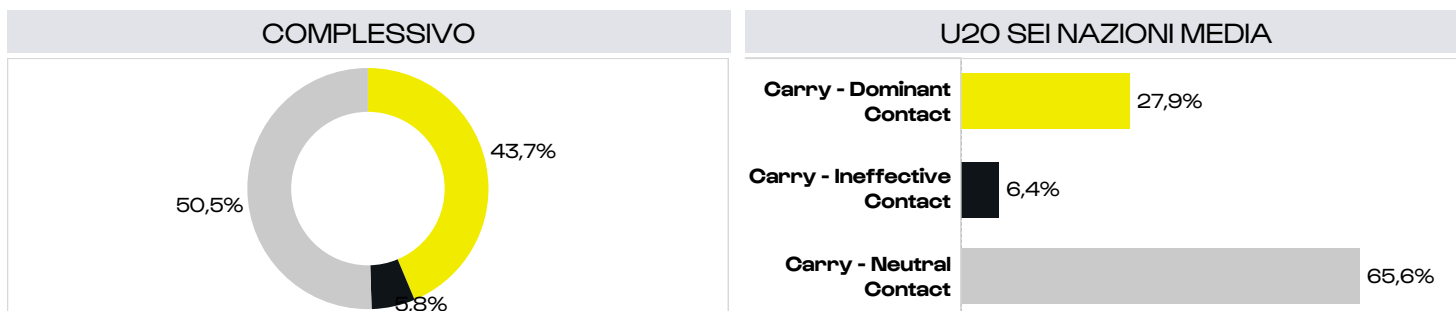 COMPLESSIVO
43,7%
50,5%
5,8%
U20 SEI NAZIONI MEDIA
Carry - Dominant
Contact
27,9%
Carry - Ineffective
Contact
6,4%
Carry - Neutral
Contact
65,6%